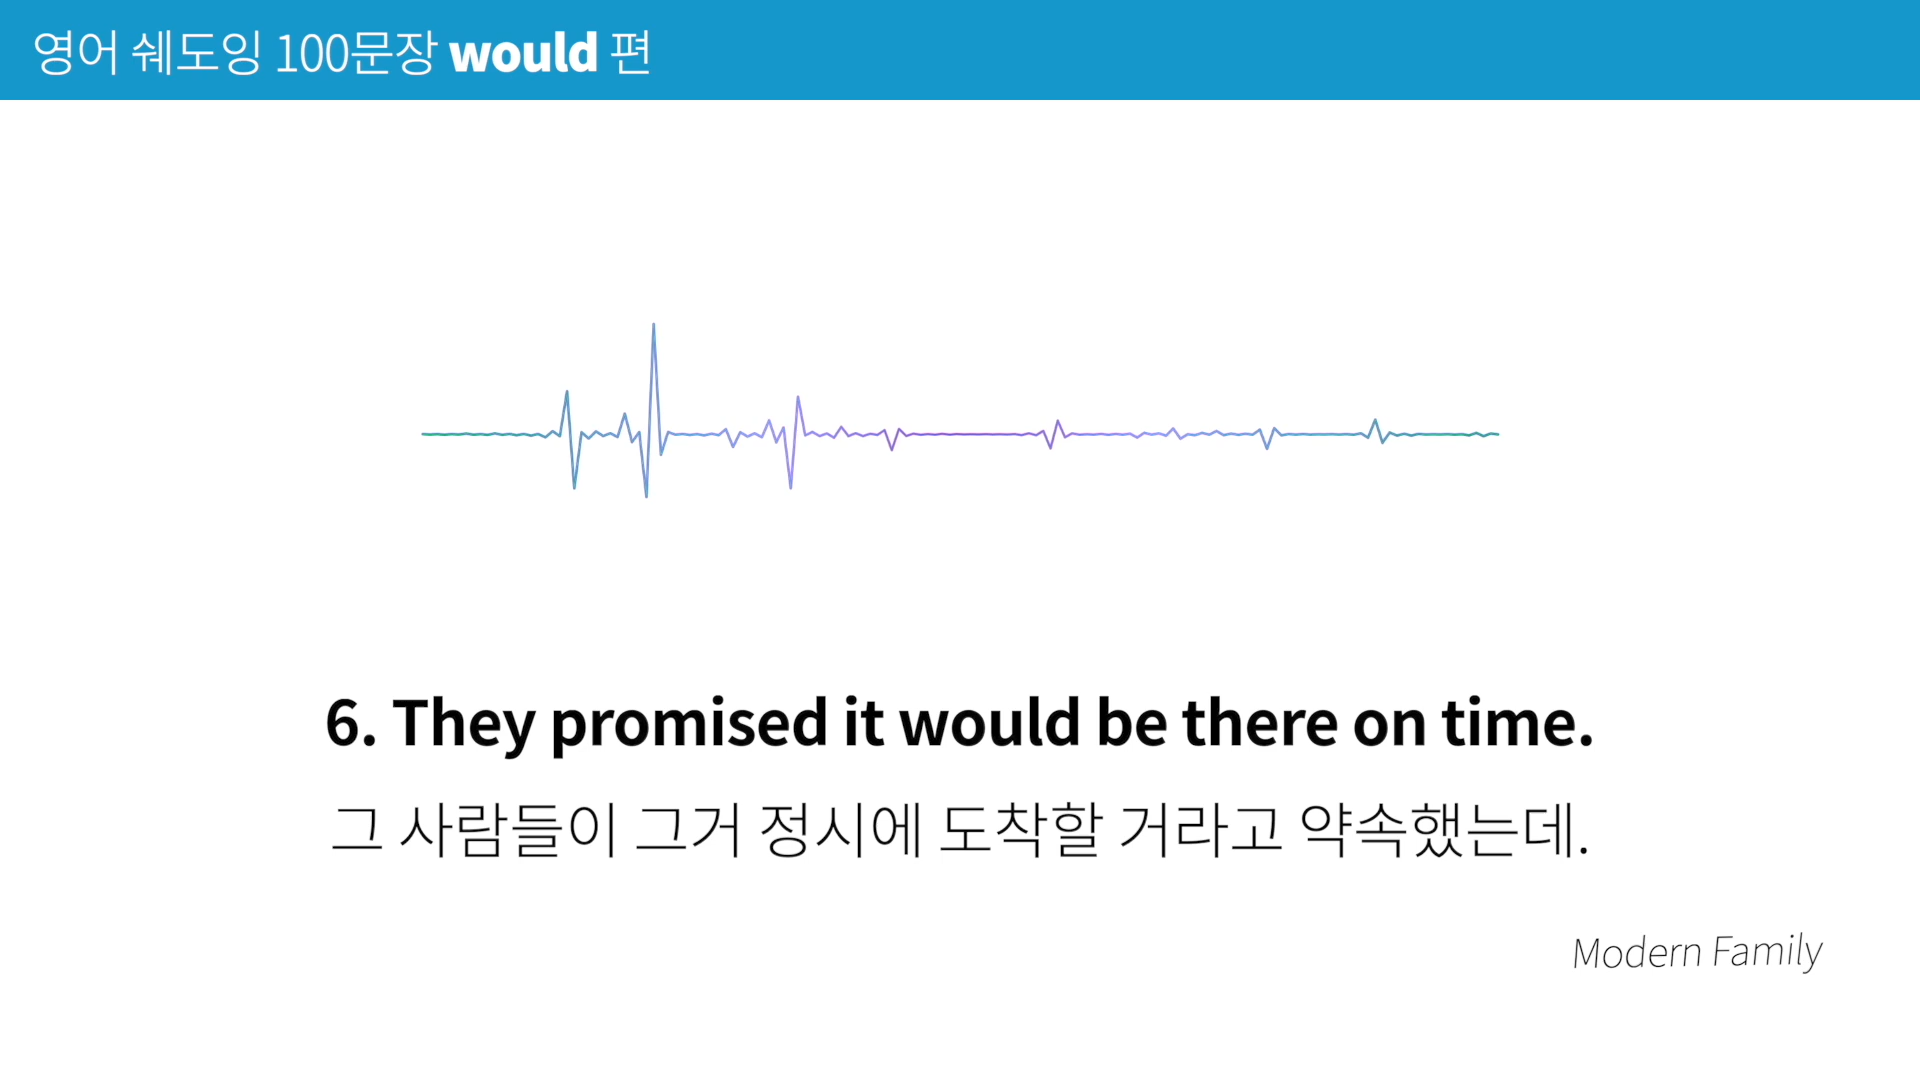 영어 쉐도잉 100문장 would 편
6. They promised it would be there on time.
그 사람들이 그거 정시에 도착할 거라고 약속했는데.
Modern Family